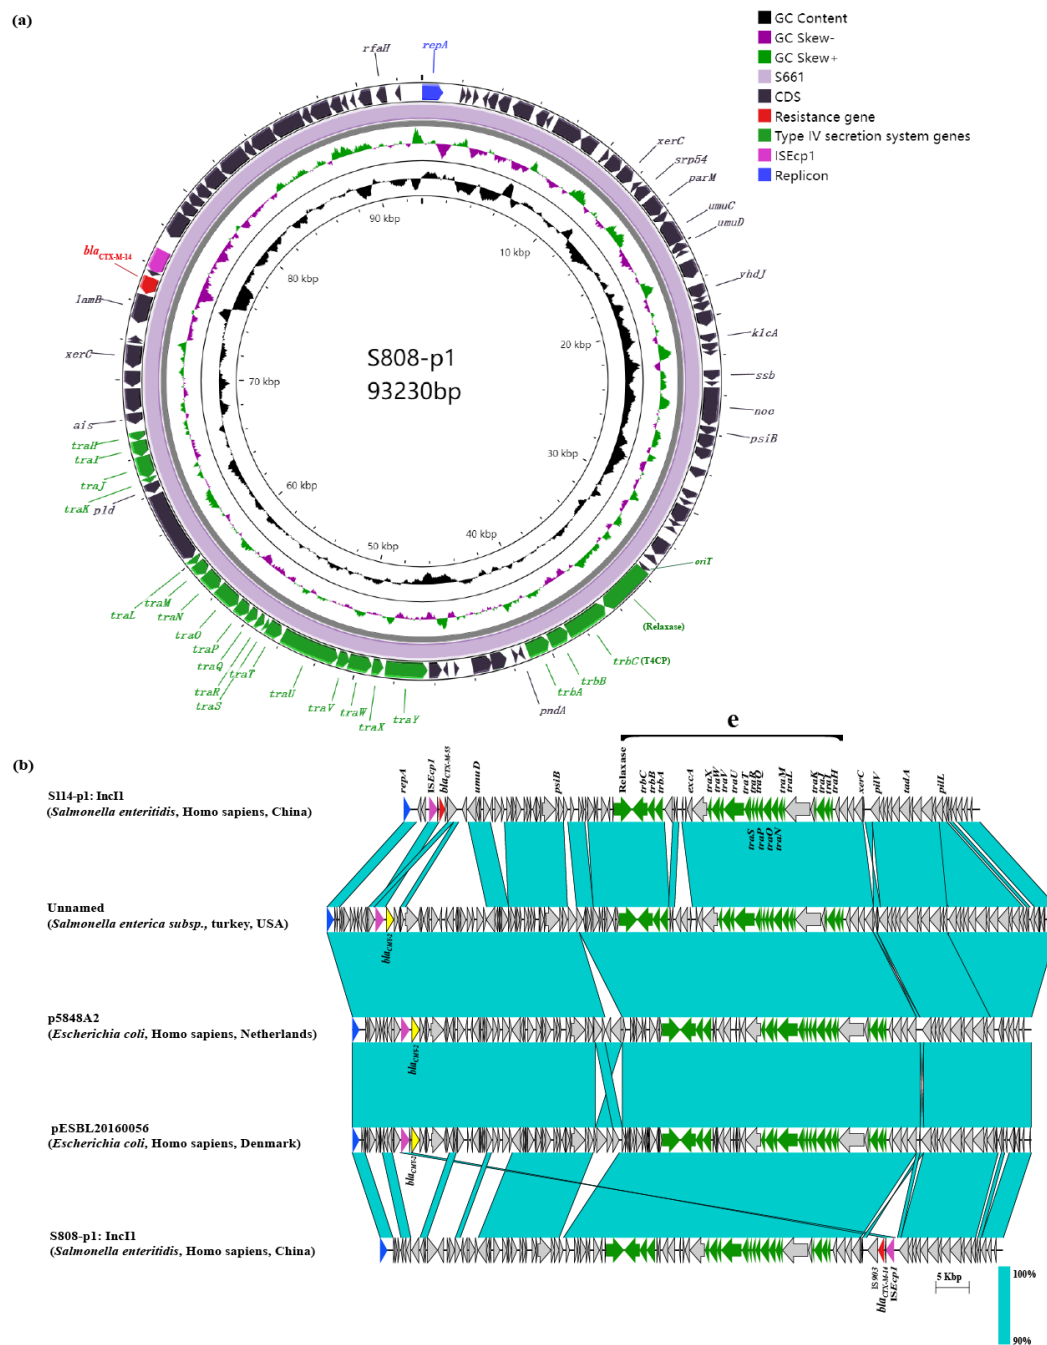 (a)
GC Content
GC Skew-
GC Skew+
S661
CDS
Resistance gene
Type IV secretion system genes
ISEcp1
Replicon
rfaH
repA
xerC
srp54
parM
umuC
umuD
yhdJ
klcA
ssb
noc
psiB
oriT
(Relaxase)
trbC (T4CP)
trbB
trbA
pndA
traY
traX
traW
traV
traU
traT
traS
traR
traQ
traP
traO
traN
traM
traL
pld
traK
traJ
traI
traH
ais
xerC
lamB
blaCTX-M-14
90 kbp
10 kbp
80 kbp
20 kbp
70 kbp
30 kbp
60 kbp
40 kbp
50 kbp
S808-p1
93230bp
(b)
e
repA
ISEcp1
blaCTX-M-55
umuD
psiB
Relaxase
trbC
trbB
trbA
excA
traX
traW
traV
traU
traT
traR
traQ
traM
traL
traK
traJ
traI
traH
xerC
pilV
tadA
pilL
traS
traP
traO
traN
S114-p1: IncI1
(Salmonella enteritidis, Homo sapiens, China)
Unnamed
(Salmonella enterica subsp., turkey, USA)
blaCMY-2
p5848A2
(Escherichia coli, Homo sapiens, Netherlands)
blaCMY-2
pESBL20160056
(Escherichia coli, Homo sapiens, Denmark)
blaCMY-2
S808-p1: IncI1
(Salmonella enteritidis, Homo sapiens, China)
IS903
blaCTX-M-14
ISEcp1
5 Kbp
100%
90%